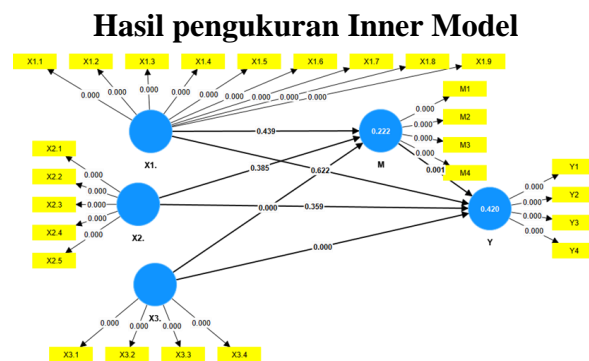 Hasil pengukuran Inner Model
X1.1 X1.2 X1.3 X1.4 X1.5 X1.6 X1.7 X1.8 X1.9
0.000 0.000 0.000 0.000 0.000 0.000 0.000 0.000 0.000
X1.
0.439
0.222
M
M1
M2
M3
M4
0.000
0.000
0.000
0.000
X2.1
X2.2
X2.3
X2.4
X2.5
0.000
0.000
0.000
0.000
0.000
X2.
0.385
0.622
0.001
0.000
0.359
0.420
Y
Y1
Y2
Y3
Y4
0.000
0.000
0.000
0.000
0.000
X3.
0.000 0.000 0.000 0.000
X3.1 X3.2 X3.3 X3.4